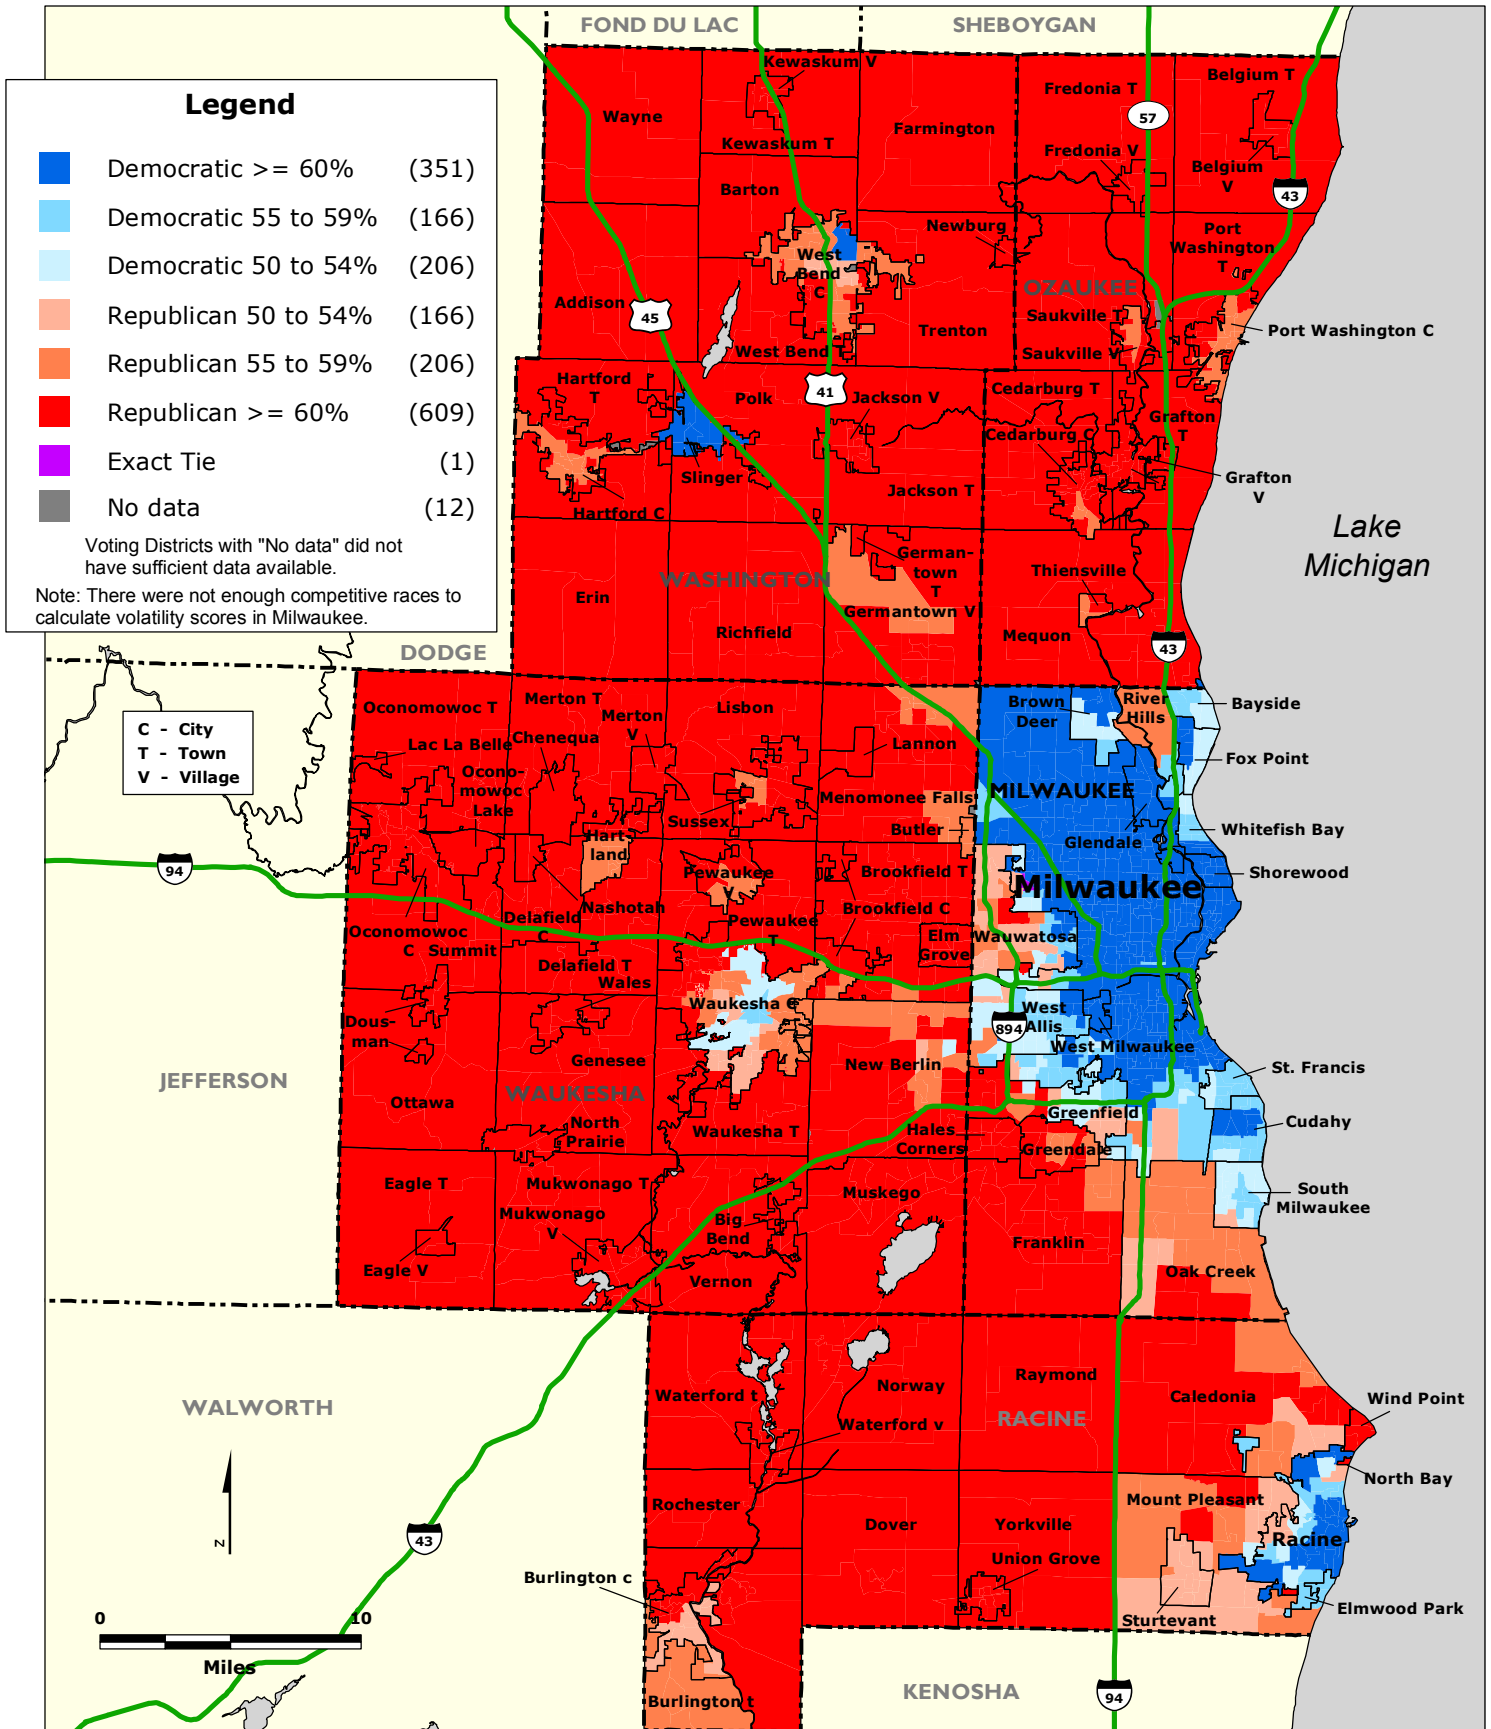 FOND DU LAC
SHEBOYGAN
Legend
Democratic >= 60% (351)
Democratic 55 to 59% (166)
Democratic 50 to 54% (206)
Republican 50 to 54% (166)
Republican 55 to 59% (206)
Republican >= 60% (609)
Exact Tie (1)
No data (12)
Voting Districts with "No data" did not
have sufficient data available.
Note: There were not enough competitive races to
calculate volatility scores in Milwaukee.
Kewaskum V
Wayne
Kewaskum T
Farmington
Fredonia T
Belgium T
57
Fredonia V
Belgium
V
43
Barton
Newburg
Port
Washington
T
West
Bend
C
OZAUKEE
Addison
45
Trenton
Saukville T
Port Washington C
West Bend T
Saukville V
Hartford
T
Polk
41
Jackson V
Cedarburg T
Grafton
T
Cedarburg C
Slinger
Jackson T
Grafton
V
Hartford C
Lake
Michigan
German-
town
T
Thiensville
WASHINGTON
Erin
Germantown V
Richfield
Mequon
43
DODGE
C - City
T - Town
V - Village
Oconomowoc T
Merton T
Merton
V
Lisbon
Brown
Deer
River
Hills
Bayside
Lac La Belle
Chenequa
Lannon
Fox Point
Ocono-
mowoc
Lake
MILWAUKEE
Menomonee Falls
Sussex
Butler
Glendale
Whitefish Bay
Hart-
land
94
Pewaukee
V
Brookfield T
Shorewood
Milwaukee
Nashotah
Brookfield C
Delafield
C
Pewaukee
T
Oconomowoc
C
Summit
Elm
Grove
Wauwatosa
Delafield T
Wales
Waukesha C
West
Allis
Dous-
man
894
West Milwaukee
Genesee
New Berlin
St. Francis
JEFFERSON
WAUKESHA
Ottawa
Greenfield
Cudahy
North
Prairie
Waukesha T
Hales
Corners
Greendale
Eagle T
Mukwonago T
Muskego
South
Milwaukee
Mukwonago
V
Big
Bend
Franklin
Eagle V
Vernon
Oak Creek
WALWORTH
Waterford t
Norway
Raymond
Caledonia
Wind Point
RACINE
Waterford v
North Bay
Rochester
Mount Pleasant
Dover
Yorkville
Racine
N
43
Union Grove
Burlington c
Elmwood Park
Sturtevant
0 10
Miles
Burlington t
KENOSHA
94